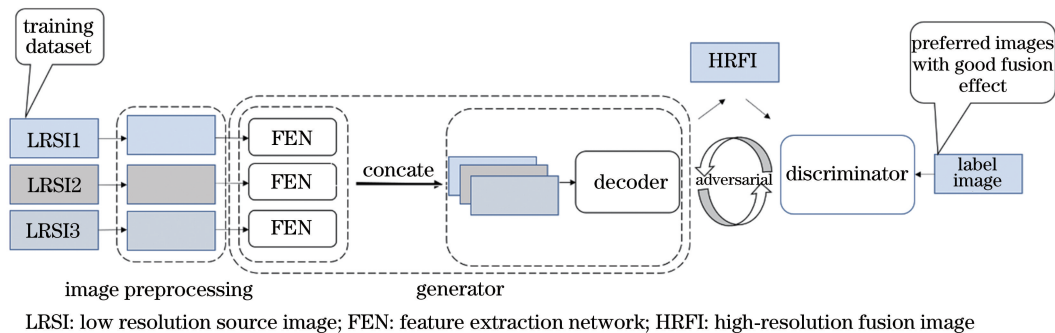 training
dataset
LRSI1
LRSI2
LRSI3
FEN
FEN
FEN
concate
decoder
HRFI
adversarial
discriminator
preferred images
with good fusion
effect
label
image
image preprocessing
generator
LRSI: low resolution source image; FEN: feature extraction network; HRFI: high-resolution fusion image